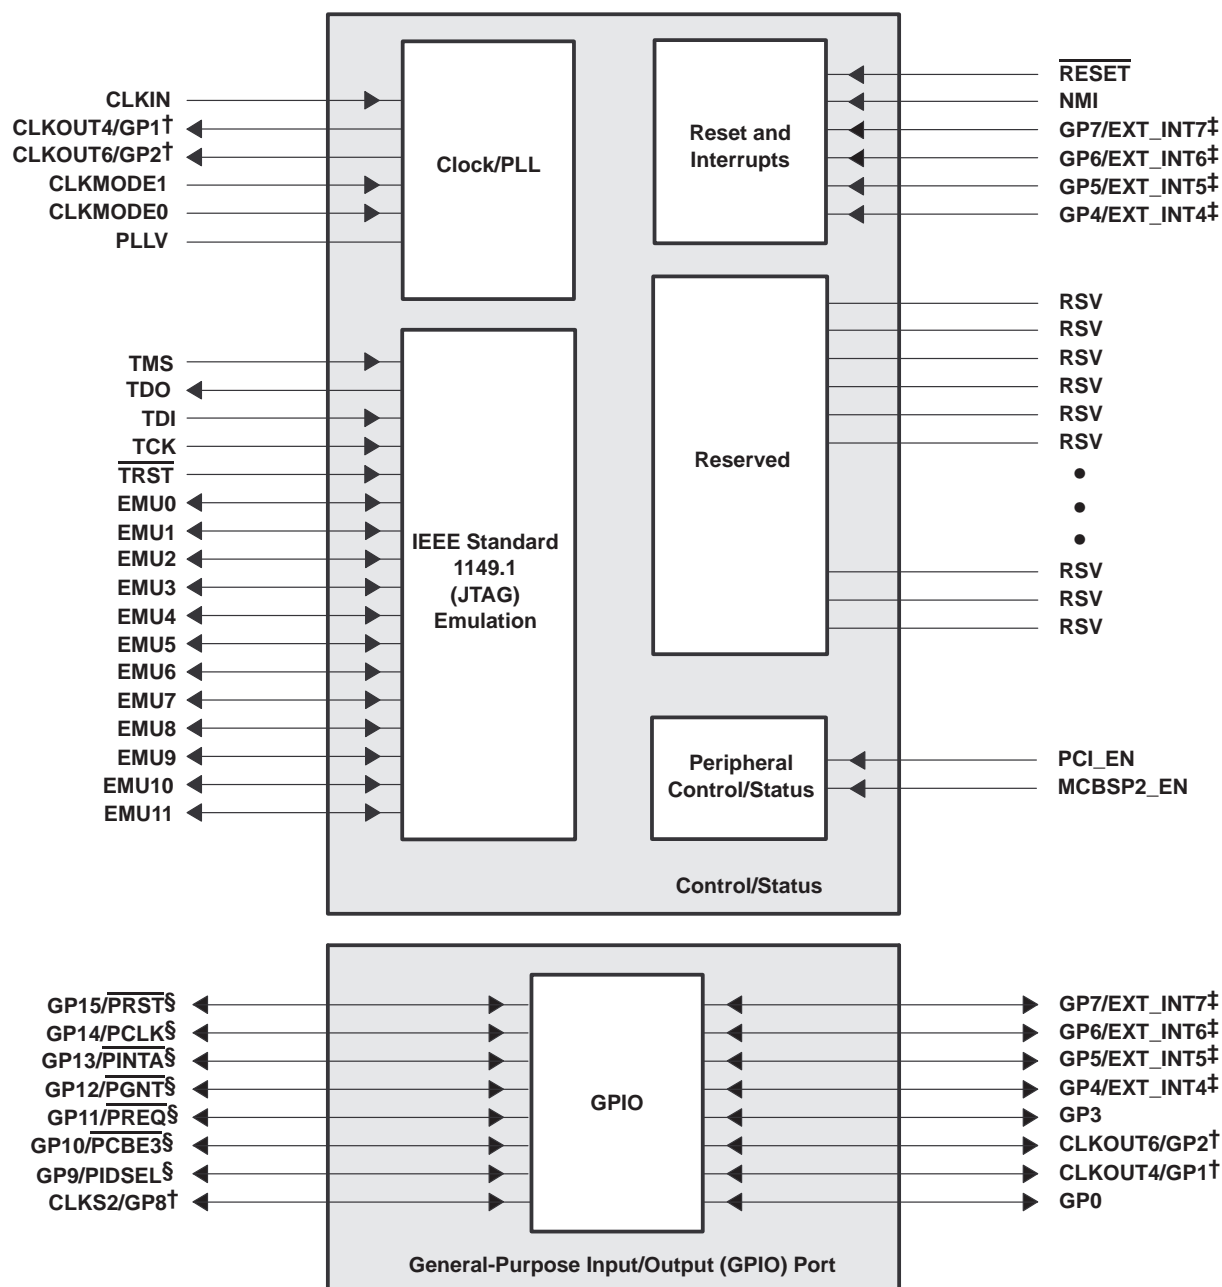 CLKIN
CLKOUT4/GP1†
CLKOUT6/GP2†
CLKMODE1
CLKMODE0
PLLV
Clock/PLL
TMS
TDO
TDI
TCK
TRST
EMU0
EMU1
EMU2
EMU3
EMU4
EMU5
EMU6
EMU7
EMU8
EMU9
EMU10
EMU11
IEEE Standard
1149.1
(JTAG)
Emulation
Reset and
Interrupts
RESET
NMI
GP7/EXT_INT7‡
GP6/EXT_INT6‡
GP5/EXT_INT5‡
GP4/EXT_INT4‡
Reserved
RSV
RSV
RSV
RSV
RSV
RSV
•
•
•
RSV
RSV
RSV
Peripheral
Control/Status
PCI_EN
MCBSP2_EN
Control/Status
GP15/PRST§
GP14/PCLK§
GP13/PINTA§
GP12/PGNT§
GP11/PREQ§
GP10/PCBE3§
GP9/PIDSEL§
CLKS2/GP8†
GPIO
GP7/EXT_INT7‡
GP6/EXT_INT6‡
GP5/EXT_INT5‡
GP4/EXT_INT4‡
GP3
CLKOUT6/GP2†
CLKOUT4/GP1†
GP0
General-Purpose Input/Output (GPIO) Port